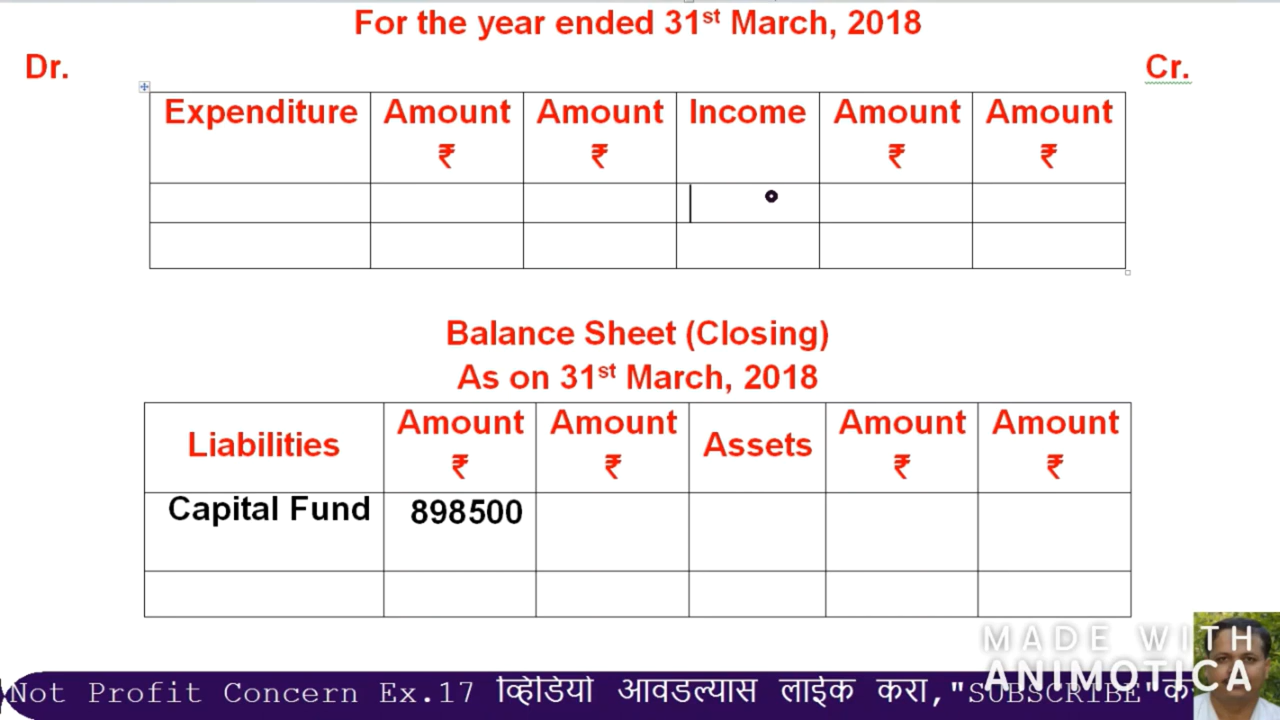 For the year ended 31st March, 2018
Dr. Cr.
Expenditure Amount ₹ Amount ₹ Income Amount ₹ Amount ₹
Balance Sheet (Closing)
As on 31st March, 2018
Liabilities Amount ₹ Amount ₹ Assets Amount ₹ Amount ₹
Capital Fund 898500
MADE WITH
ANIMOTICA
Not Profit Concern Ex.17 व्हिडियो आवडल्यास लाईक करा,"SUBSCRIBE"क